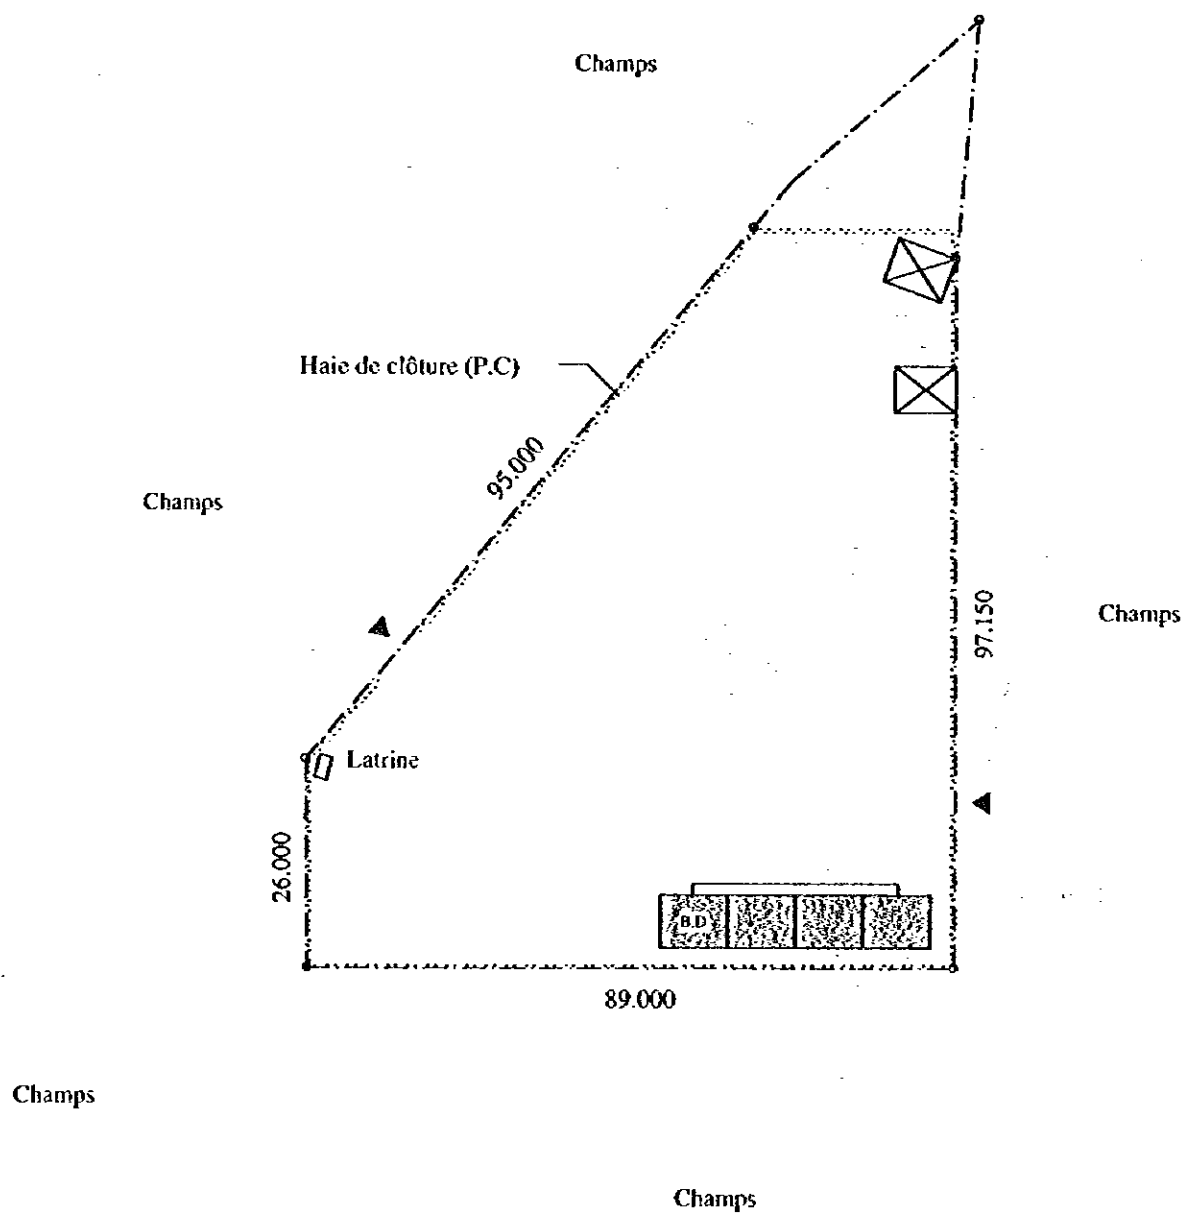 Champs
Haie de clôture (P.C)
95.000
Champs
97.150
Champs
Latrine
26.000
B.D
89.000
Champs
Champs